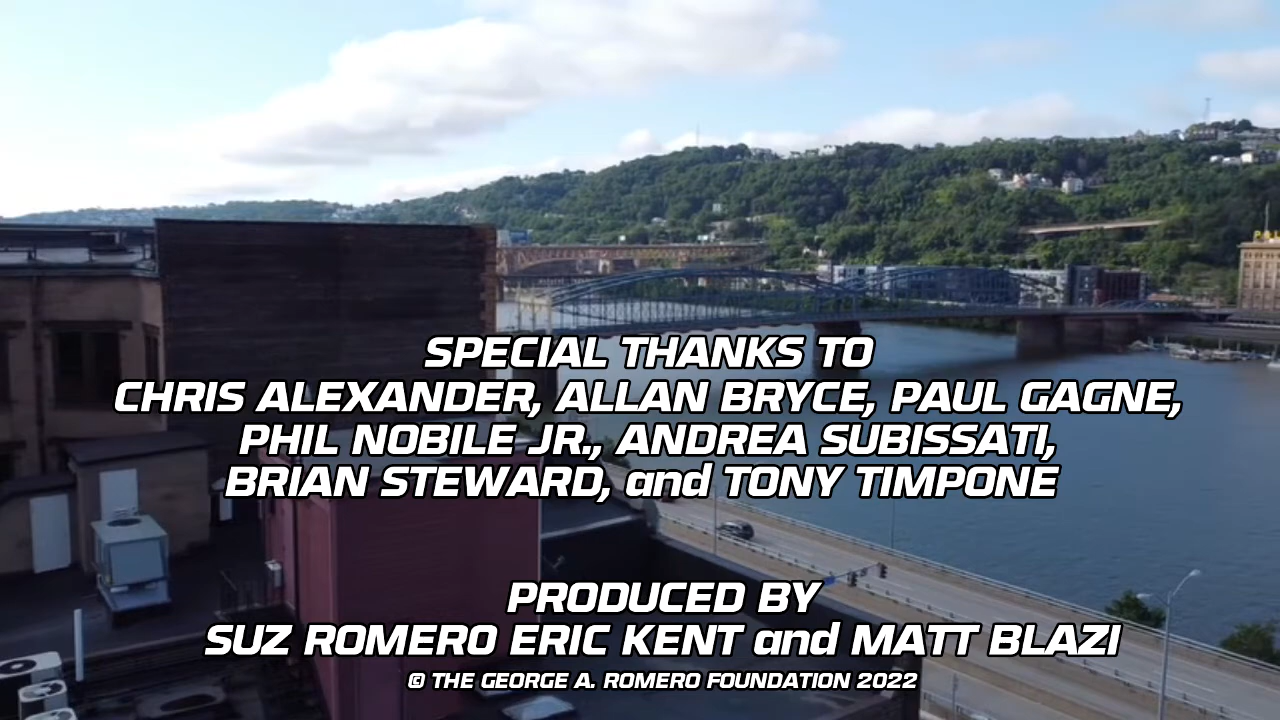 SPECIAL THANKS TO
CHRIS ALEXANDER, ALLAN BRYCE, PAUL GAGNE,
PHIL NOBILE JR., ANDREA SUBISSATI,
BRIAN STEWARD, and TONY TIMPONE
PRODUCED BY
SUZ ROMERO ERIC KENT and MATT BLAZI
© THE GEORGE A. ROMERO FOUNDATION 2022